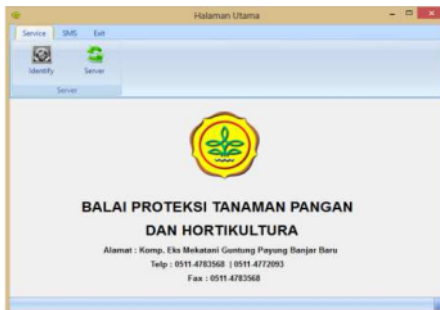 Halaman Utama
Service SMS Exit
Identify Server
Server
BALAI PROTEKSI TANAMAN PANGAN
DAN HORTIKULTURA
Alamat : Komp. Eks Mekatani Guntung Payung Banjar Baru
Telp : 0511-4783568 | 0511-4772093
Fax : 0511-4783568